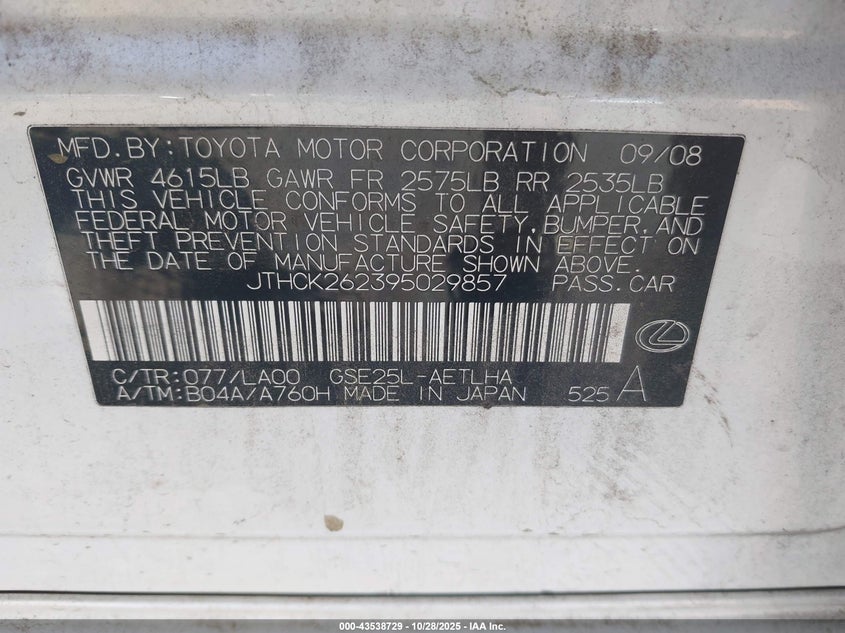 MFD.BY:TOYOTA MOTOR CORPORATION 09/08
GVWR 4615LB GAWR FR 2575LB RR 2535LB
THIS VEHICLE CONFORMS TO ALL APPLICABLE
FEDERAL MOTOR VEHICLE SAFETY,BUMPER,AND
THEFT PREVENTION STANDARDS IN EFFECT ON
THE DATE OF MANUFACTURE SHOWN ABOVE.
JTHCK262395029857 PASS.CAR
C/TR:077/LA00 GSE25L-AETLHA
A/TM:B04A/A760H MADE IN JAPAN 525 A
000-43538729 - 10/28/2025 - IAA Inc.